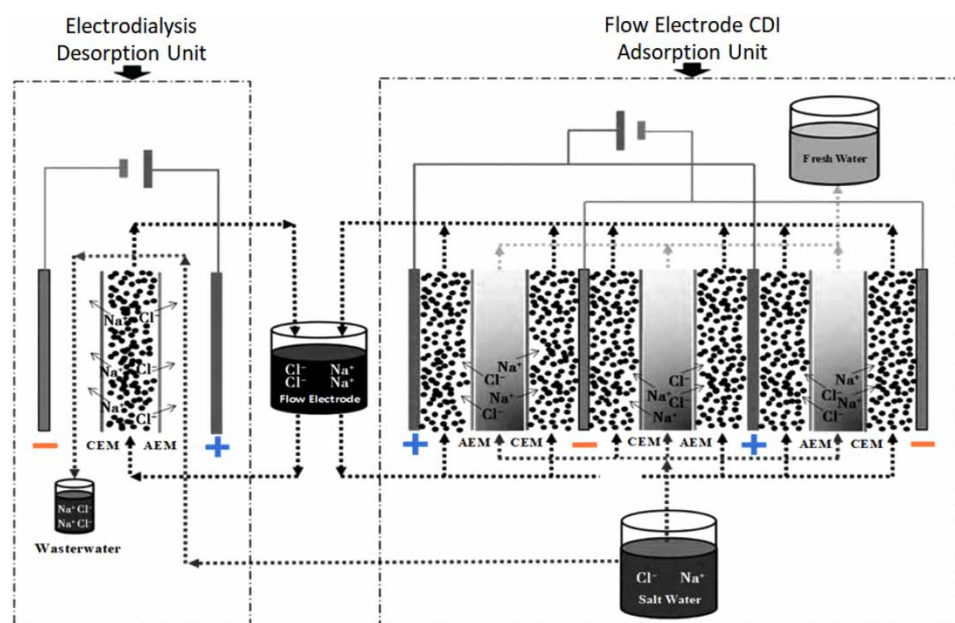 Electrodialysis
Desorption Unit
Flow Electrode CDI
Adsorption Unit
Fresh Water
Na⁺ Cl⁻
Na⁺ Cl⁻
Na⁺ Cl⁻
CEM AEM
− +
Cl⁻ Na⁺
Cl⁻ Na⁺
Flow Electrode
Na⁺
Cl⁻
Na⁺
Cl⁻
Cl⁻
Na⁺
Cl⁻
Na⁺
Cl⁻
Na⁺
Cl⁻
+ AEM CEM − CEM AEM + AEM CEM −
Na⁺ Cl⁻
Na⁺ Cl⁻
Wasterwater
Cl⁻ Na⁺
Salt Water